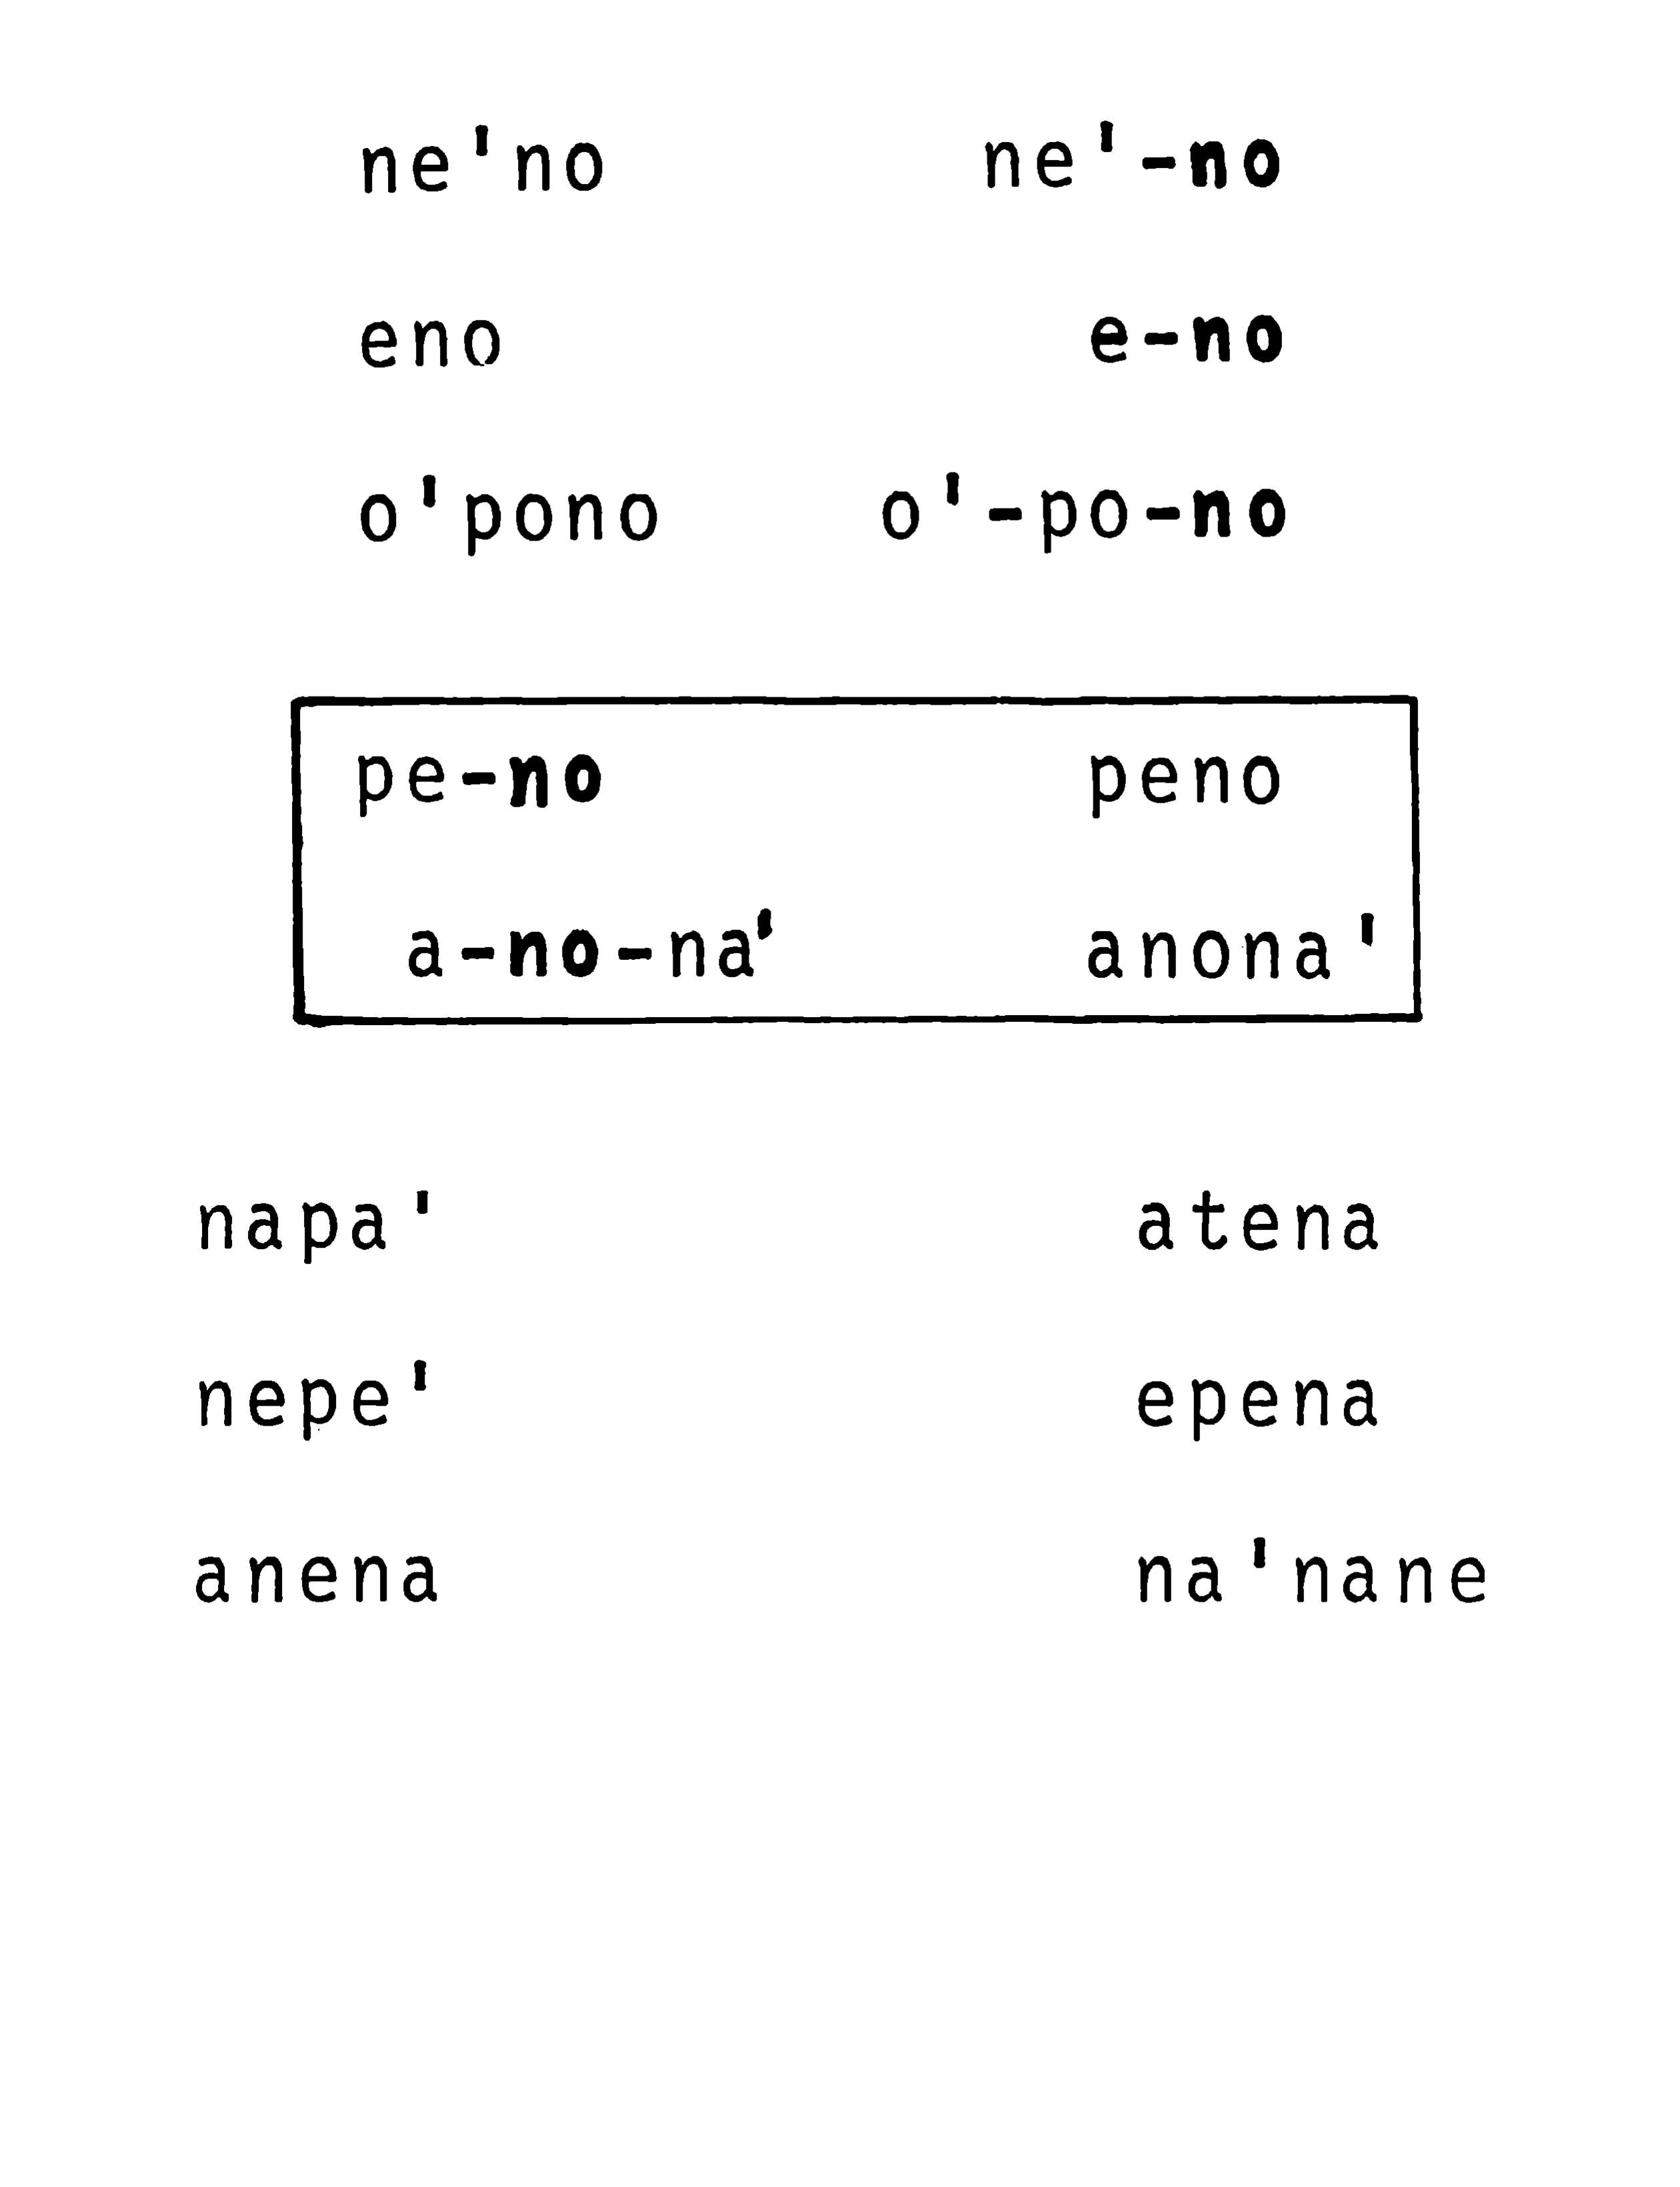 ne'no ne'-no
eno e-no
o'pono o'-po-no
pe-no peno
a-no-na' anona'
napa' atena
nepe' epena
anena na'nane